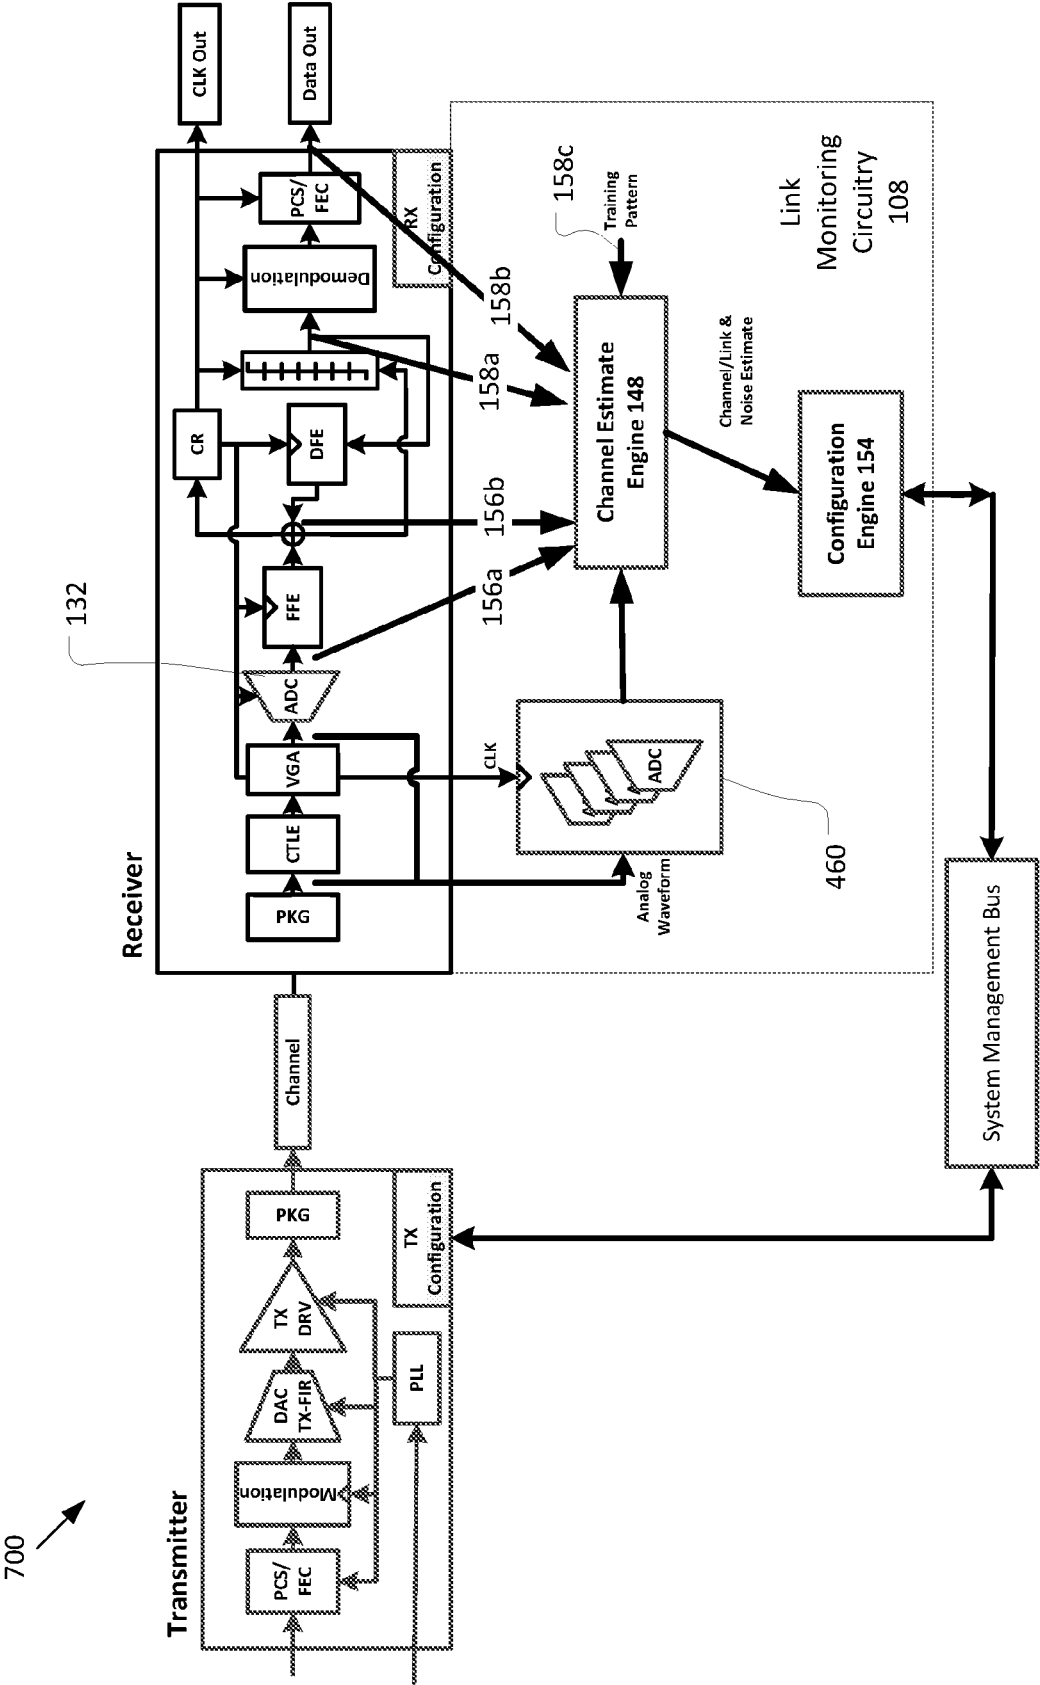 700
Transmitter
PCS/
FEC
Modulation
DAC
TX-FIR
TX
DRV
PKG
PLL
TX
Configuration
Channel
Receiver
PKG
CTLE
VGA
ADC
132
FFE
DFE
CR
Demodulation
PCS/
FEC
RX
Configuration
CLK Out
Data Out
156a
156b
158a
158b
158c
Training
Pattern
CLK
Analog
Waveform
ADC
460
Channel Estimate
Engine 148
Channel/Link &
Noise Estimate
Configuration
Engine 154
Link
Monitoring
Circuitry
108
System Management Bus